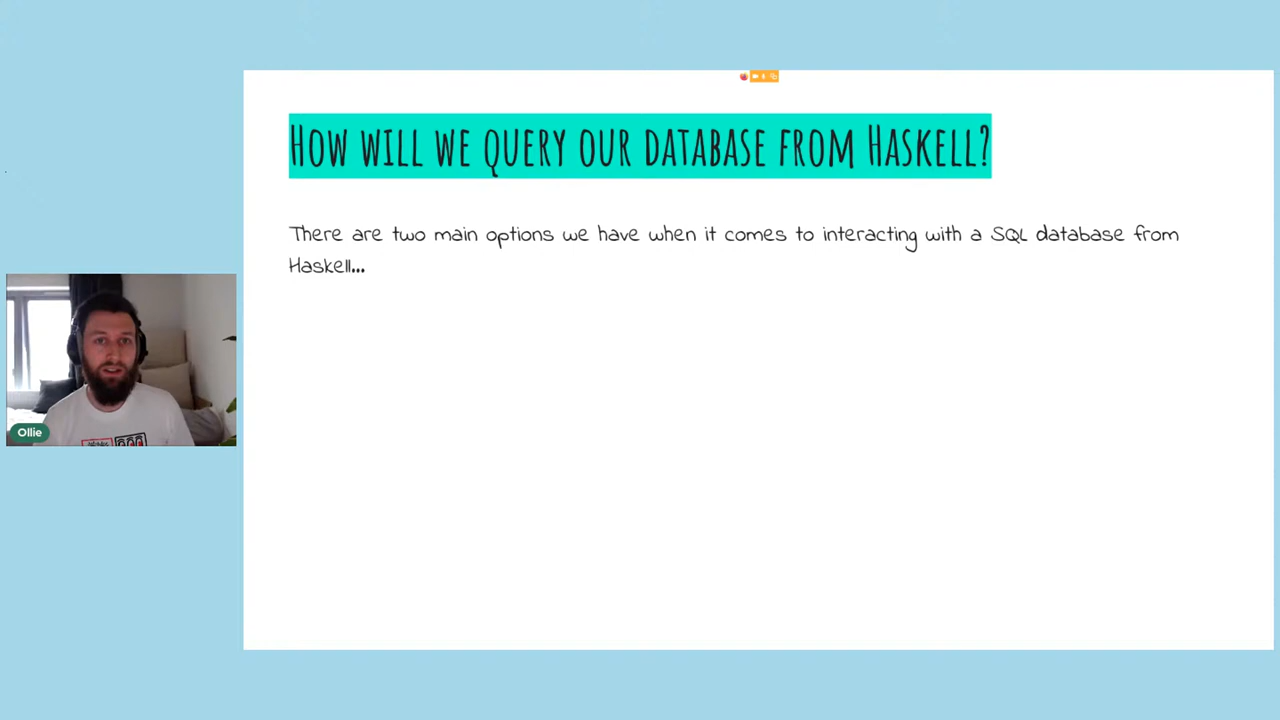 How will we query our database from Haskell?
There are two main options we have when it comes to interacting with a SQL database from
Haskell...
Ollie